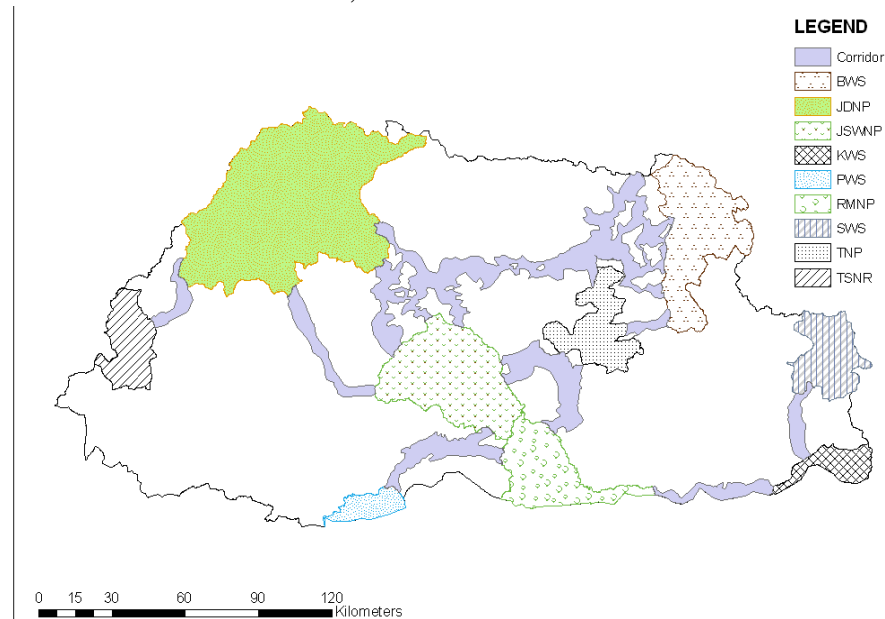 LEGEND
Corridor
BWS
JDNP
JSWNP
KWS
PWS
RMNP
SWS
TNP
TSNR
0 15 30 60 90 120
Kilometers